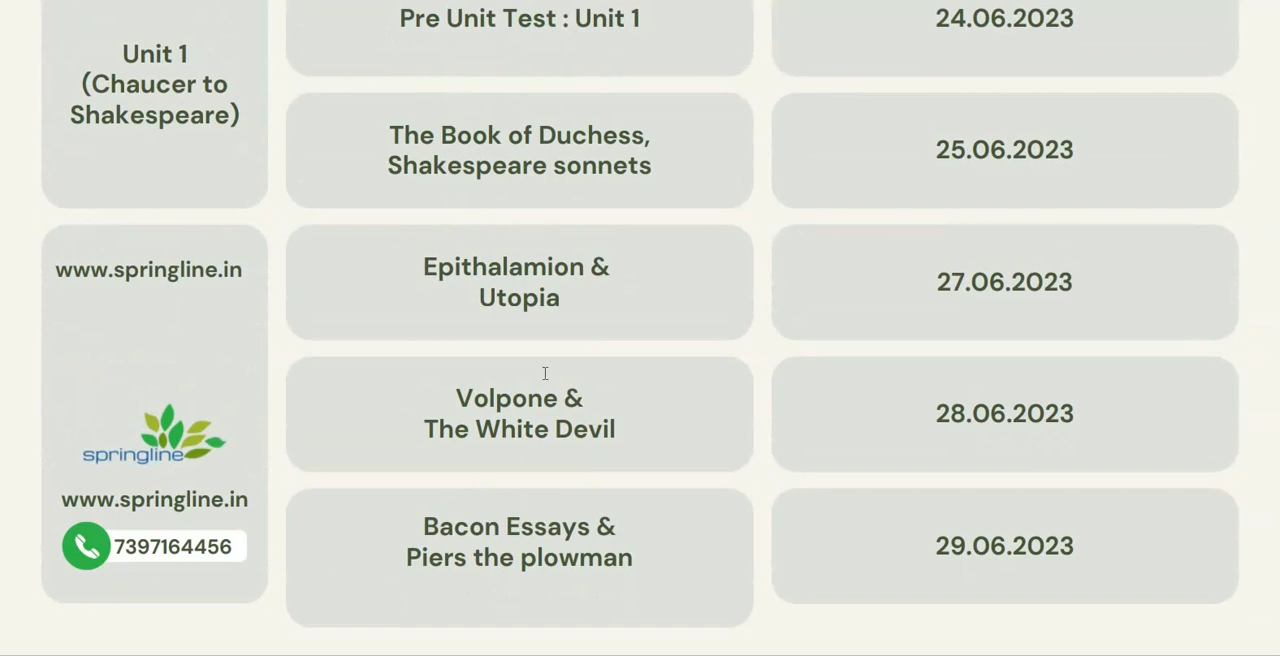 Pre Unit Test : Unit 1
24.06.2023
Unit 1
(Chaucer to
Shakespeare)
The Book of Duchess,
Shakespeare sonnets
25.06.2023
www.springline.in
Epithalamion &
Utopia
27.06.2023
Volpone &
The White Devil
28.06.2023
springline
www.springline.in
7397164456
Bacon Essays &
Piers the plowman
29.06.2023